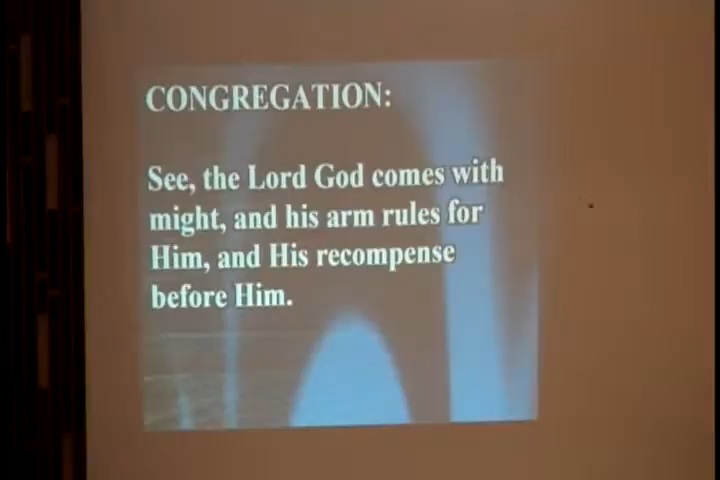 CONGREGATION:
See, the Lord God comes with
might, and his arm rules for
Him, and His recompense
before Him.